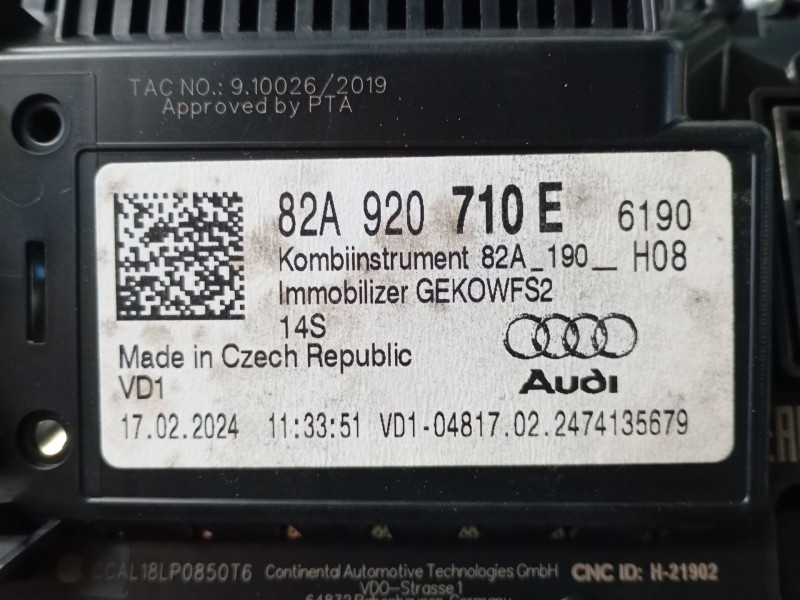 TAC NO.: 9.10026/2019
Approved by PTA
82A 920 710 E 6190
Kombiinstrument 82A_190__ H08
Immobilizer GEKOWFS2
14S
Made in Czech Republic
VD1
Audi
17.02.2024 11:33:51 VD1-04817.02.2474135679
CCAL18LP0850T6 Continental Automotive Technologies GmbH CNC ID: H-21902
VDO-Strasse 1